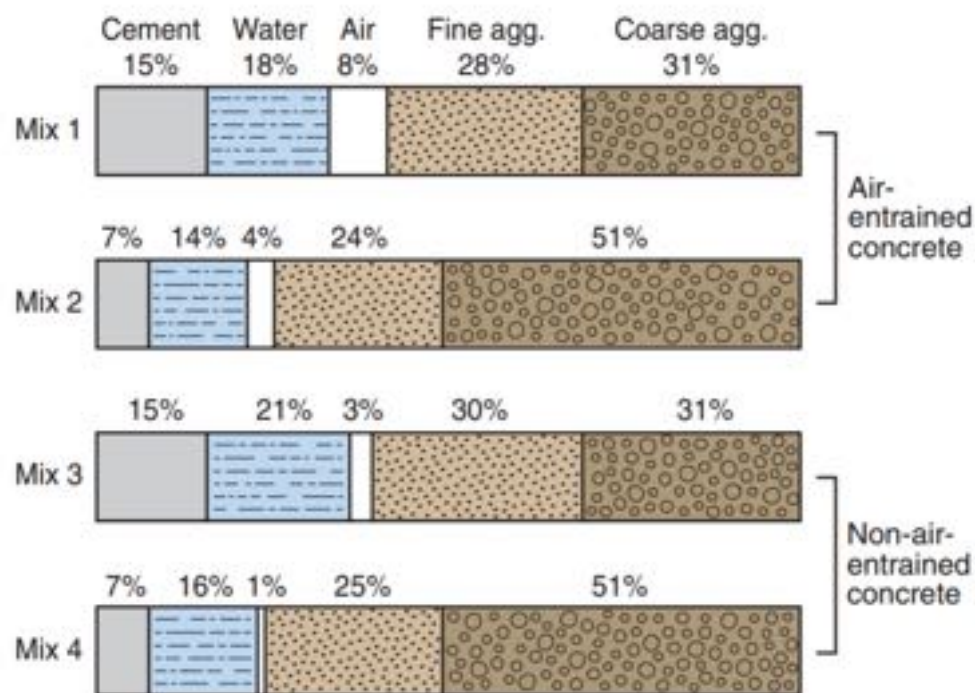 Cement Water Air Fine agg. Coarse agg.
15% 18% 8% 28% 31%
Mix 1
7% 14% 4% 24% 51%
Mix 2
Air-
entrained
concrete
15% 21% 3% 30% 31%
Mix 3
7% 16% 1% 25% 51%
Mix 4
Non-air-
entrained
concrete